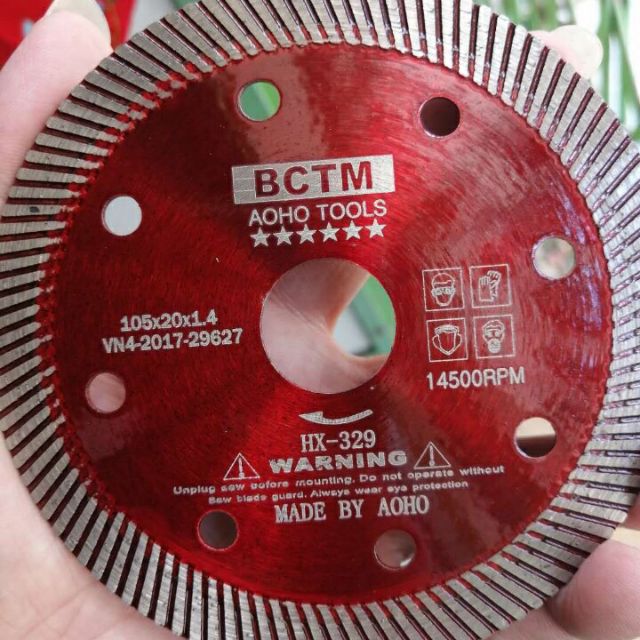 BCTM
AOHO TOOLS
105x20x1.4
VN4-2017-29627
14500RPM
HX-329
WARNING
Unplug saw before mounting. Do not operate without
Saw blade guard. Always wear eye protection
MADE BY AOHO